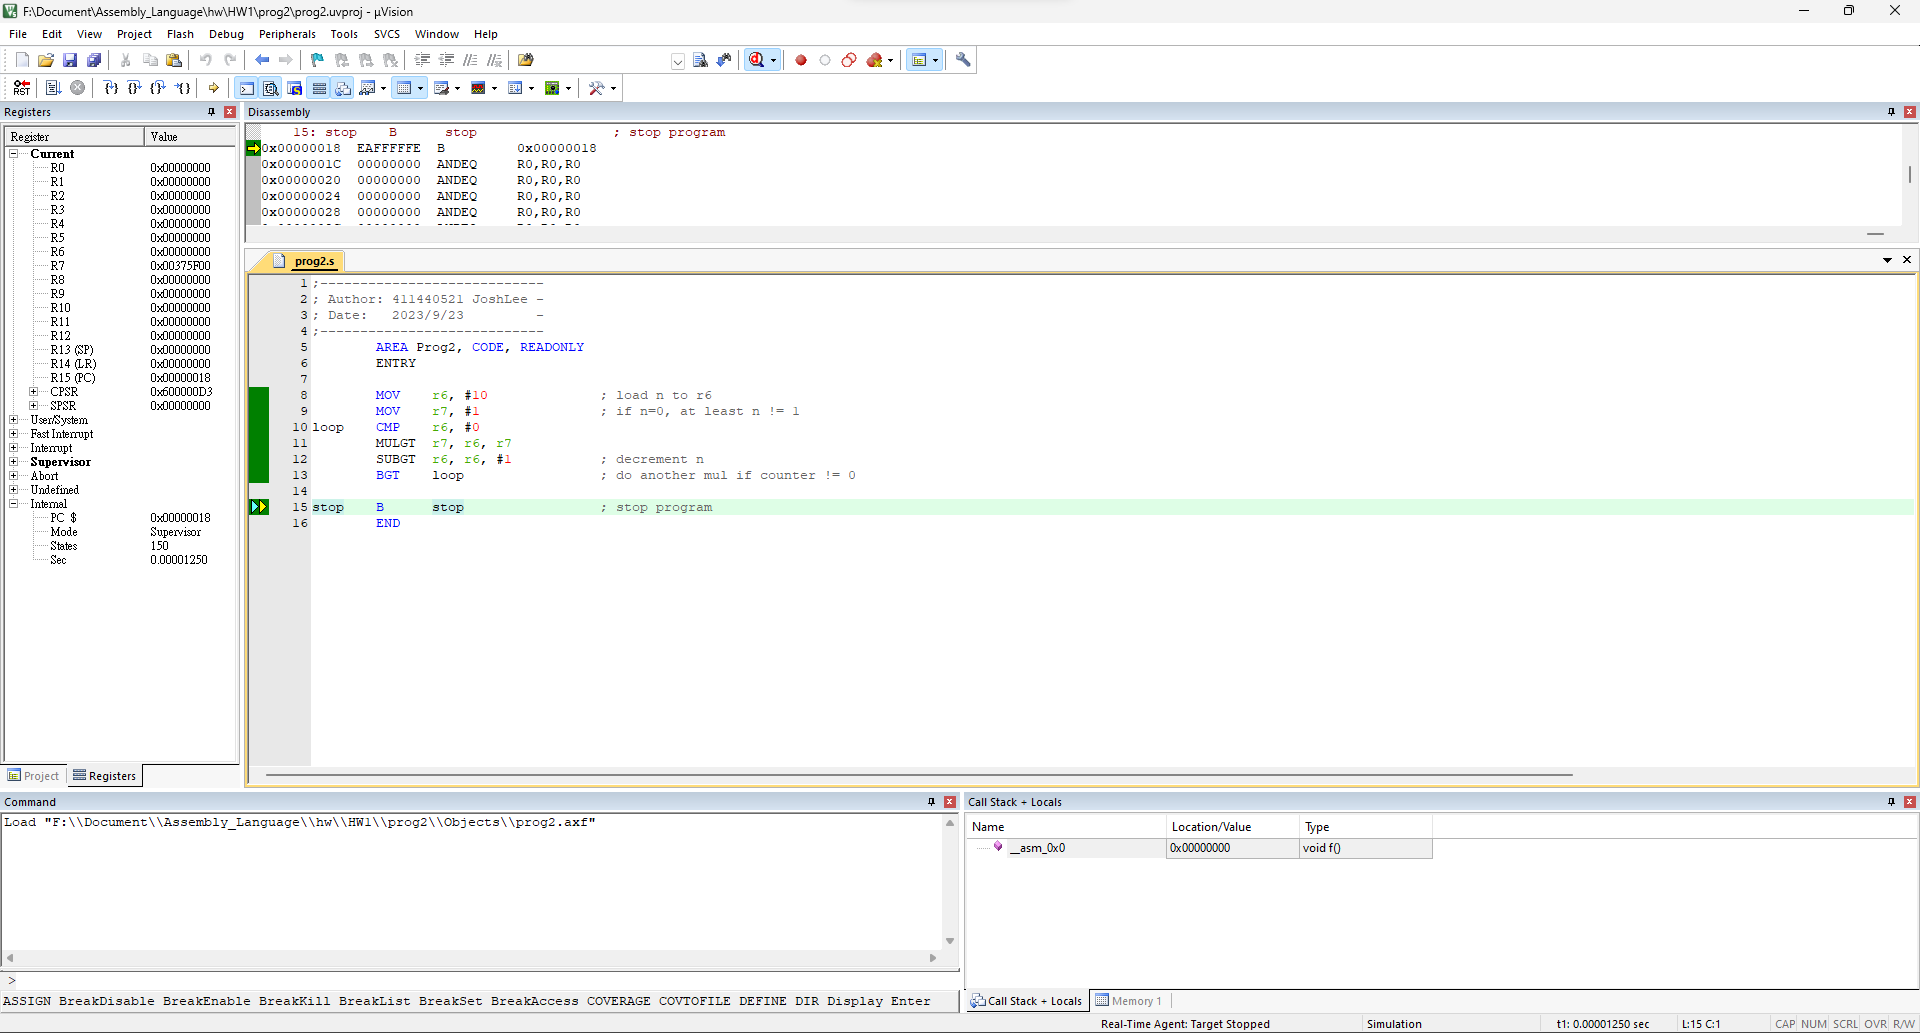 F:\Document\Assembly_Language\hw\HW1\prog2\prog2.uvproj - µVision
File Edit View Project Flash Debug Peripherals Tools SVCS Window Help
RST
Registers
Register Value
Current
R0 0x00000000
R1 0x00000000
R2 0x00000000
R3 0x00000000
R4 0x00000000
R5 0x00000000
R6 0x00000000
R7 0x00375F00
R8 0x00000000
R9 0x00000000
R10 0x00000000
R11 0x00000000
R12 0x00000000
R13 (SP) 0x00000000
R14 (LR) 0x00000000
R15 (PC) 0x00000018
CPSR 0x600000D3
SPSR 0x00000000
User/System
Fast Interrupt
Interrupt
Supervisor
Abort
Undefined
Internal
PC $ 0x00000018
Mode Supervisor
States 150
Sec 0.00001250
Project Registers
Disassembly
15: stop B stop ; stop program
0x00000018 EAFFFFFE B 0x00000018
0x0000001C 00000000 ANDEQ R0,R0,R0
0x00000020 00000000 ANDEQ R0,R0,R0
0x00000024 00000000 ANDEQ R0,R0,R0
0x00000028 00000000 ANDEQ R0,R0,R0
prog2.s
1 ;----------------------------
2 ; Author: 411440521 JoshLee -
3 ; Date: 2023/9/23 -
4 ;----------------------------
5 AREA Prog2, CODE, READONLY
6 ENTRY
7
8 MOV r6, #10 ; load n to r6
9 MOV r7, #1 ; if n=0, at least n != 1
10 loop CMP r6, #0
11 MULGT r7, r6, r7
12 SUBGT r6, r6, #1 ; decrement n
13 BGT loop ; do another mul if counter != 0
14
15 stop B stop ; stop program
16 END
Command
Load "F:\\Document\\Assembly_Language\\hw\\HW1\\prog2\\Objects\\prog2.axf"
>
ASSIGN BreakDisable BreakEnable BreakKill BreakList BreakSet BreakAccess COVERAGE COVTOFILE DEFINE DIR Display Enter
Call Stack + Locals
Name Location/Value Type
__asm_0x0 0x00000000 void f()
Call Stack + Locals Memory 1
Real-Time Agent: Target Stopped Simulation t1: 0.00001250 sec L:15 C:1 CAP NUM SCRL OVR R/W